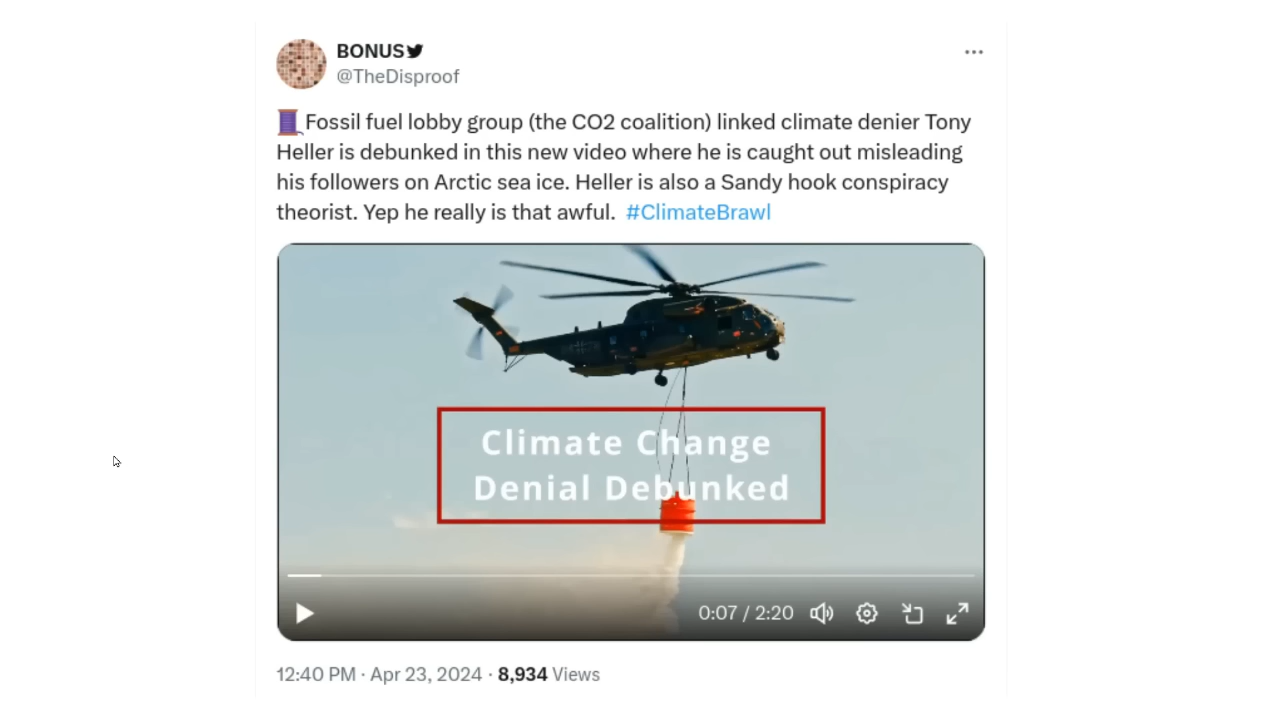 BONUS
@TheDisproof
Fossil fuel lobby group (the CO2 coalition) linked climate denier Tony
Heller is debunked in this new video where he is caught out misleading
his followers on Arctic sea ice. Heller is also a Sandy hook conspiracy
theorist. Yep he really is that awful. #ClimateBrawl
Climate Change
Denial Debunked
0:07 / 2:20
12:40 PM · Apr 23, 2024 · 8,934 Views